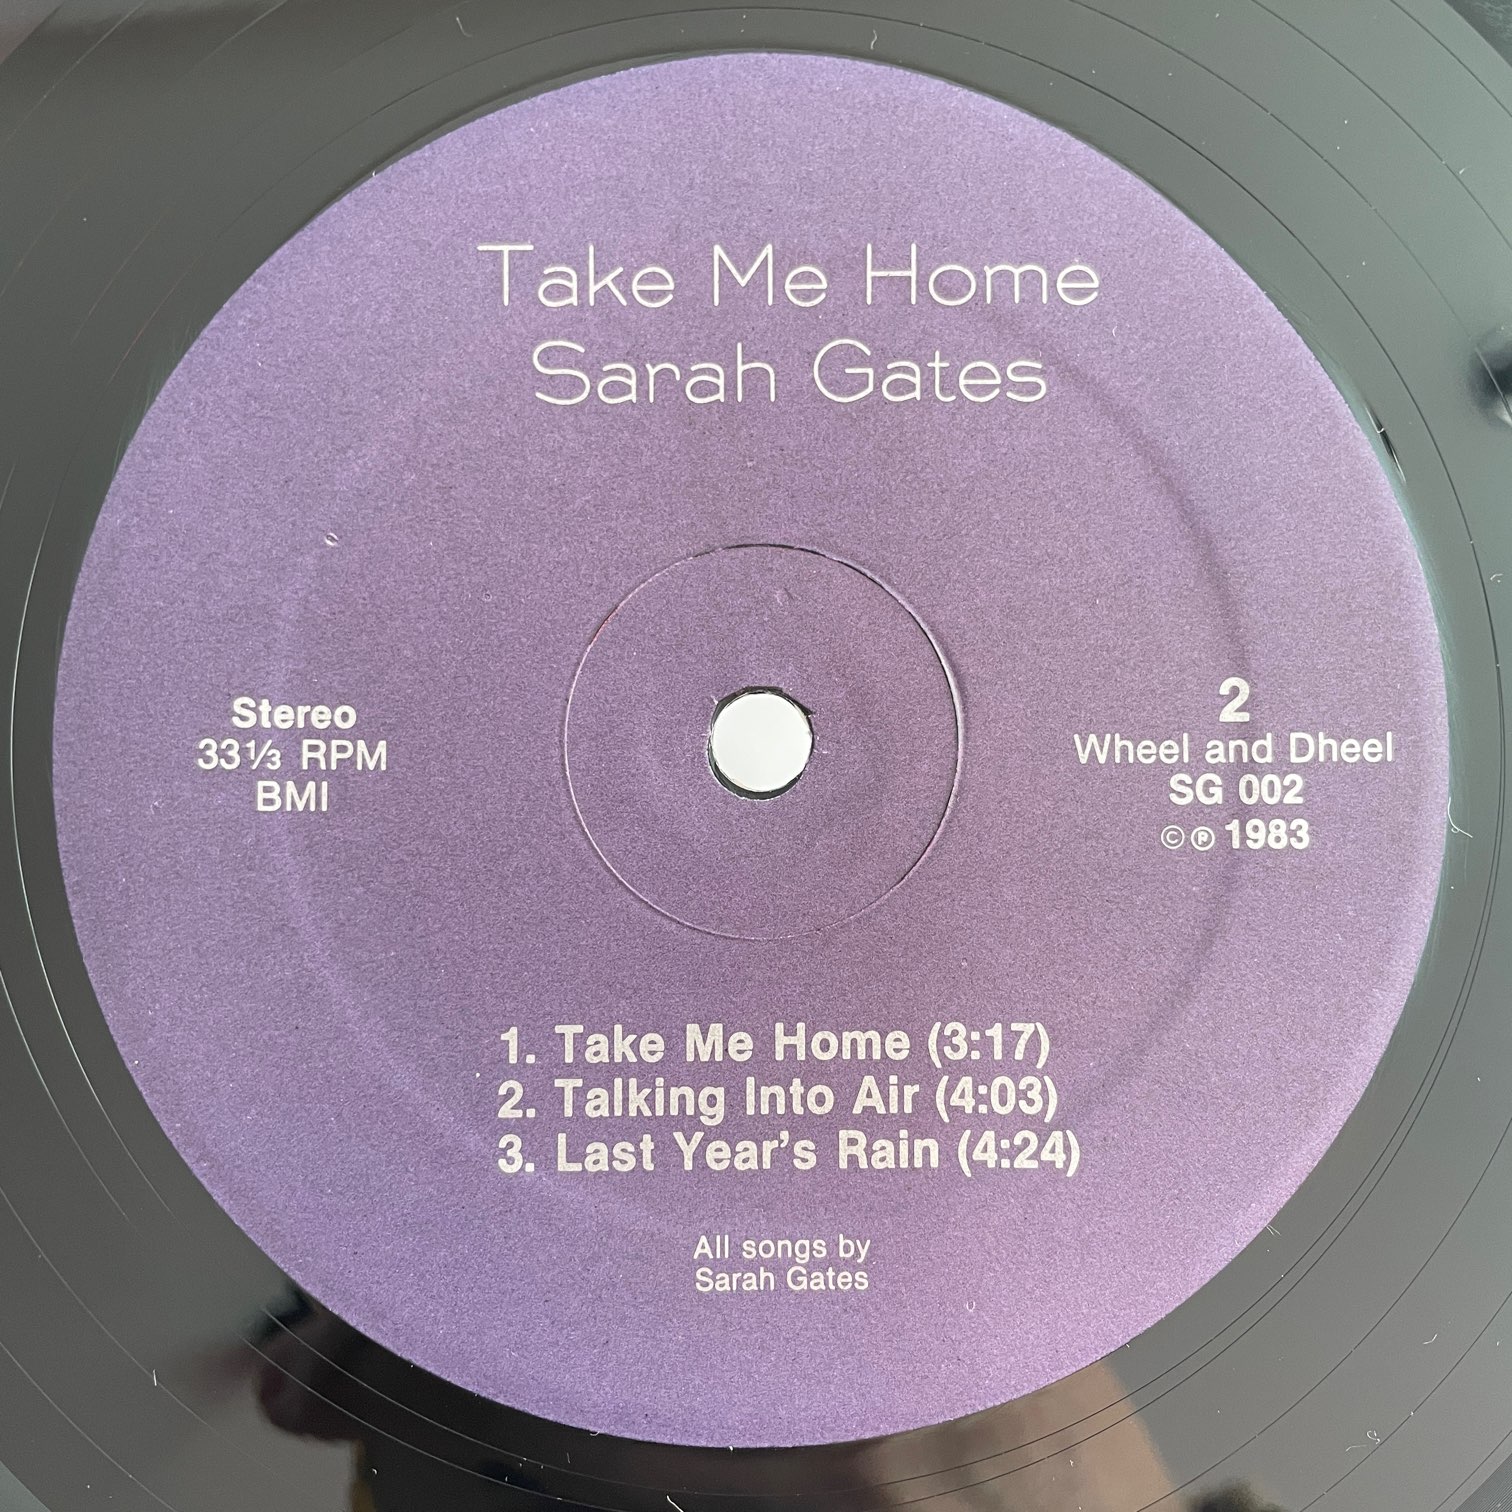 Take Me Home
Sarah Gates
Stereo
33⅓ RPM
BMI
2
Wheel and Dheel
SG 002
©℗ 1983
1. Take Me Home (3:17)
2. Talking Into Air (4:03)
3. Last Year’s Rain (4:24)
All songs by
Sarah Gates